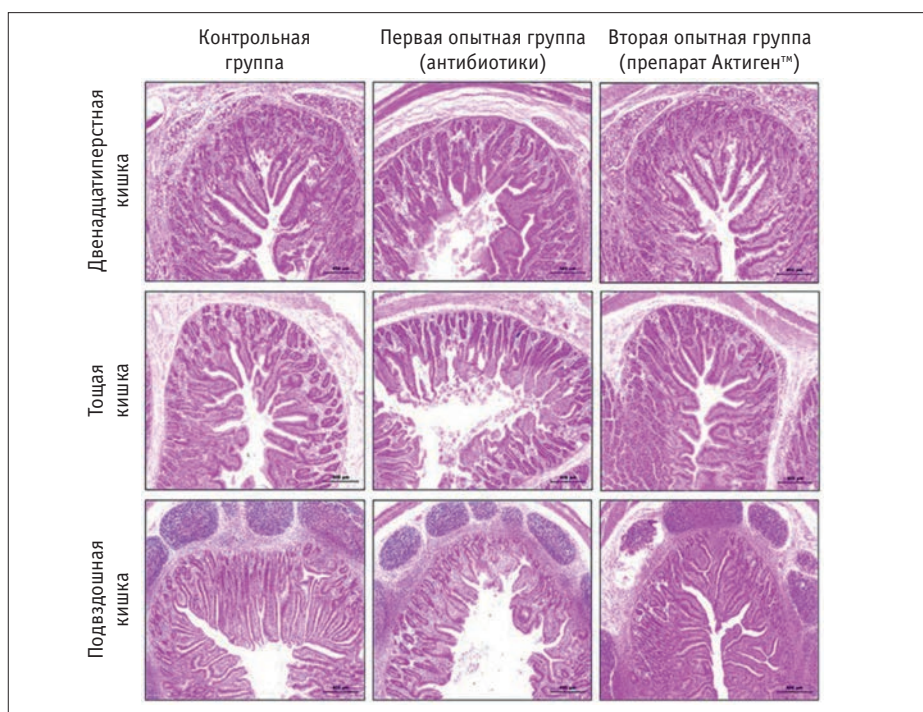 Контрольная
группа
Первая опытная группа
(антибиотики)
Вторая опытная группа
(препарат Актиген™)
Двенадцатиперстная
кишка
Тощая
кишка
Подвздошная
кишка